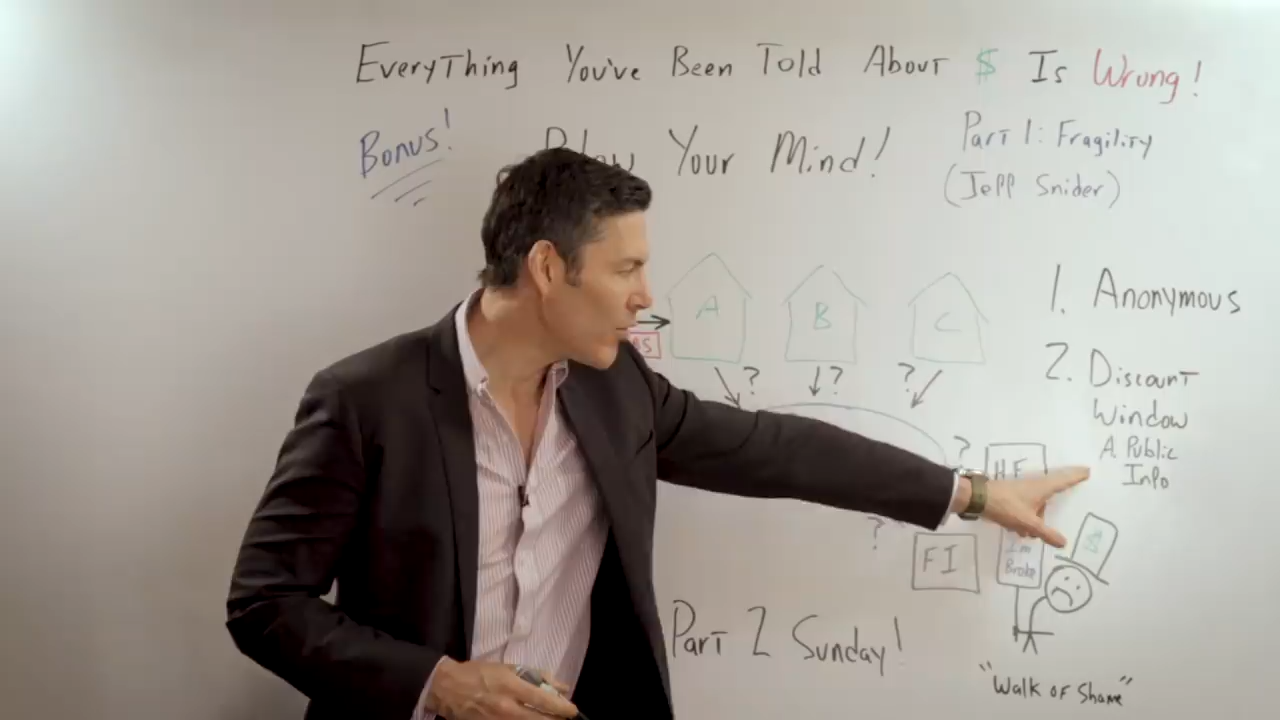 Everything You've Been Told About $ Is Wrong!
Bonus!
Blow Your Mind!
Part 1: Fragility
(Jeff Snider)
A
B
C
1. Anonymous
2. Discount
Window
A. Public
Info
?
?
?
?
HF
?
FI
I'm
Broke
$
Part 2 Sunday!
"Walk of Shame"